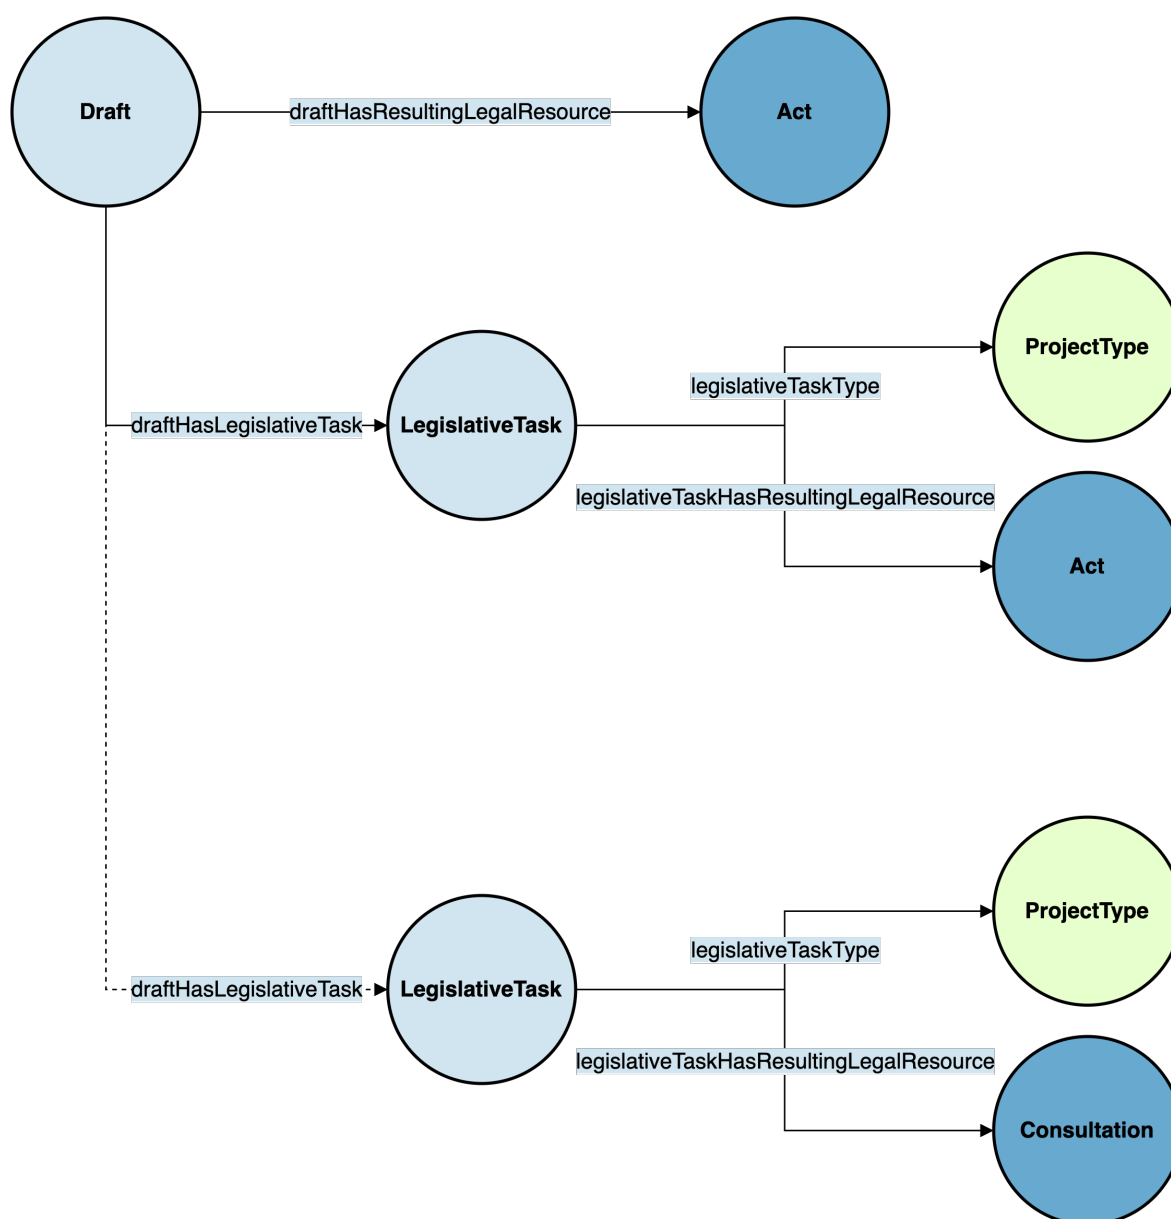 Draft
draftHasResultingLegalResource
Act
ProjectType
legislativeTaskType
draftHasLegislativeTask
LegislativeTask
legislativeTaskHasResultingLegalResource
Act
ProjectType
legislativeTaskType
draftHasLegislativeTask
LegislativeTask
legislativeTaskHasResultingLegalResource
Consultation